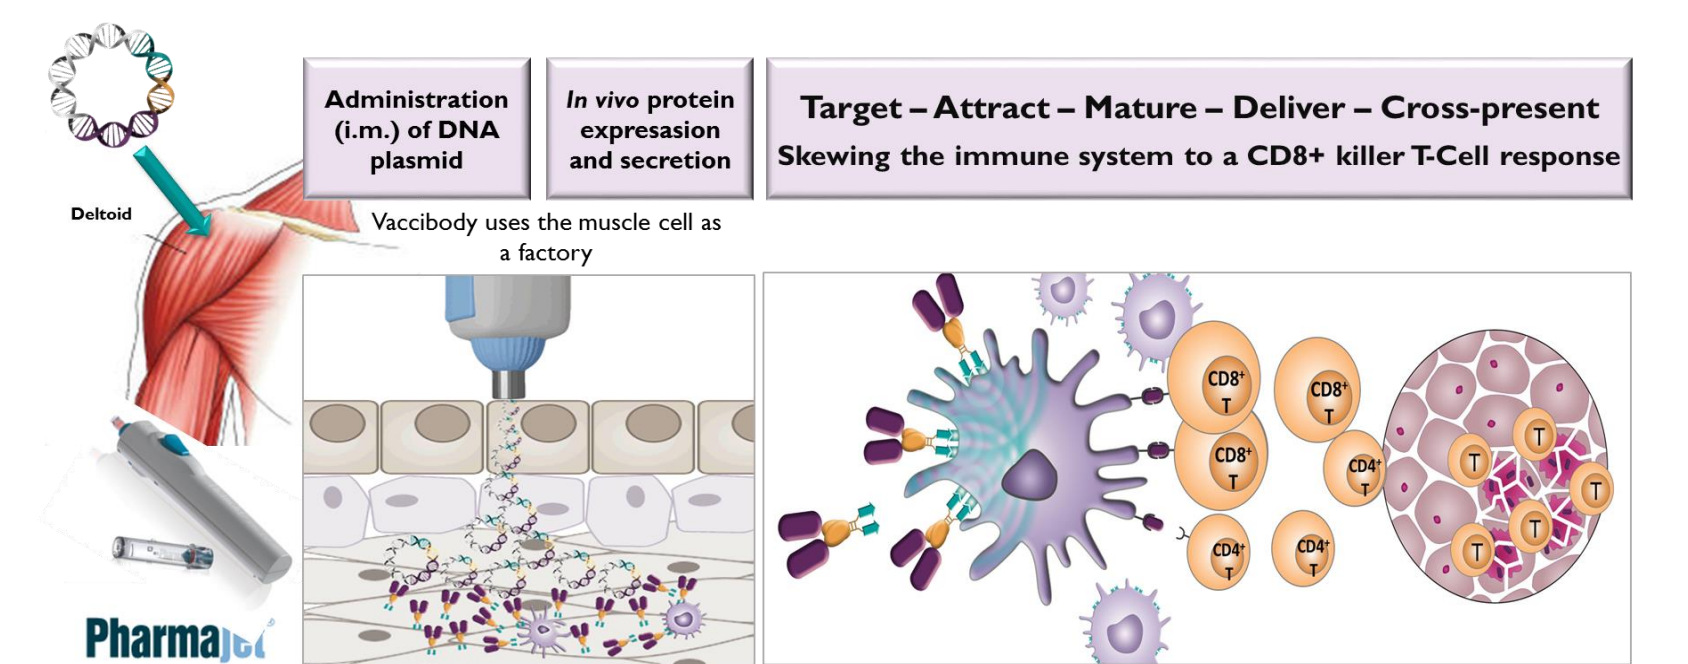 Administration
(i.m.) of DNA
plasmid
In vivo protein
expresasion
and secretion
Target – Attract – Mature – Deliver – Cross-present
Skewing the immune system to a CD8+ killer T-Cell response
Deltoid
Vaccibody uses the muscle cell as
a factory
CD8+
T
CD8+
T
CD8+
T
CD4+
T
CD4+
T
CD4+
T
T
T
T
T
T
PharmaJet®